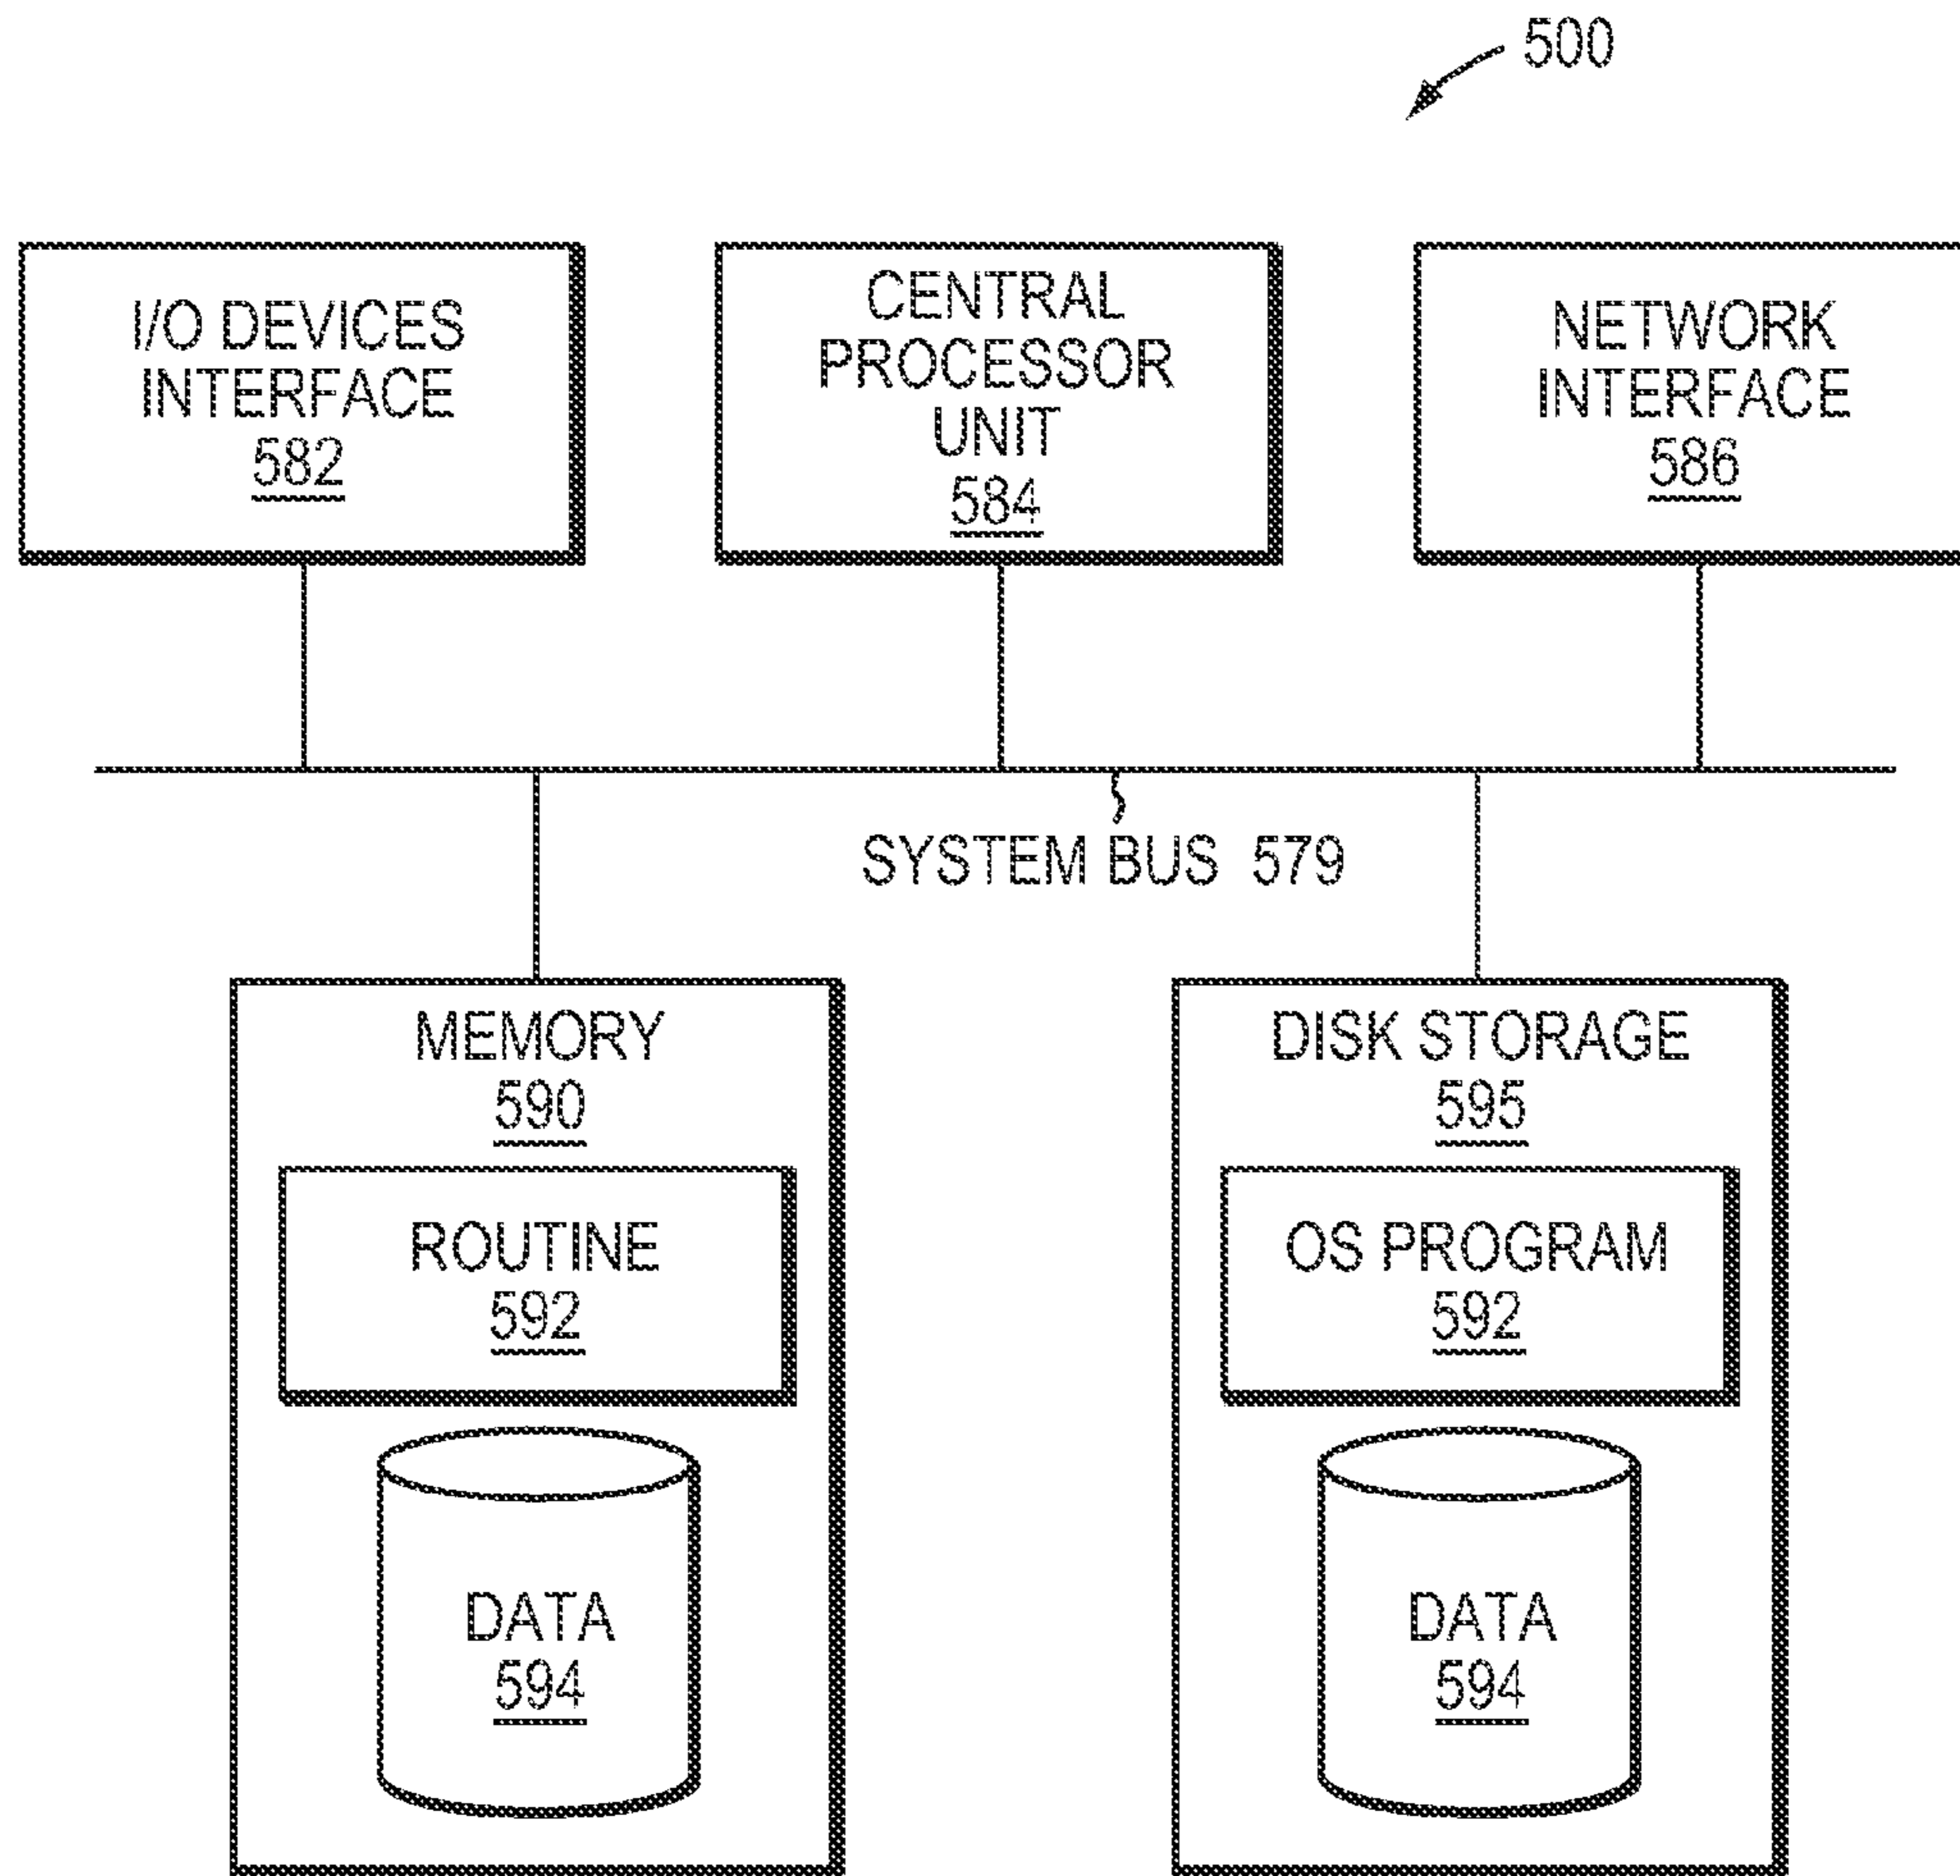 500
I/O DEVICES
INTERFACE
582
CENTRAL
PROCESSOR
UNIT
584
NETWORK
INTERFACE
586
SYSTEM BUS 579
MEMORY
590
ROUTINE
592
DATA
594
DISK STORAGE
595
OS PROGRAM
592
DATA
594